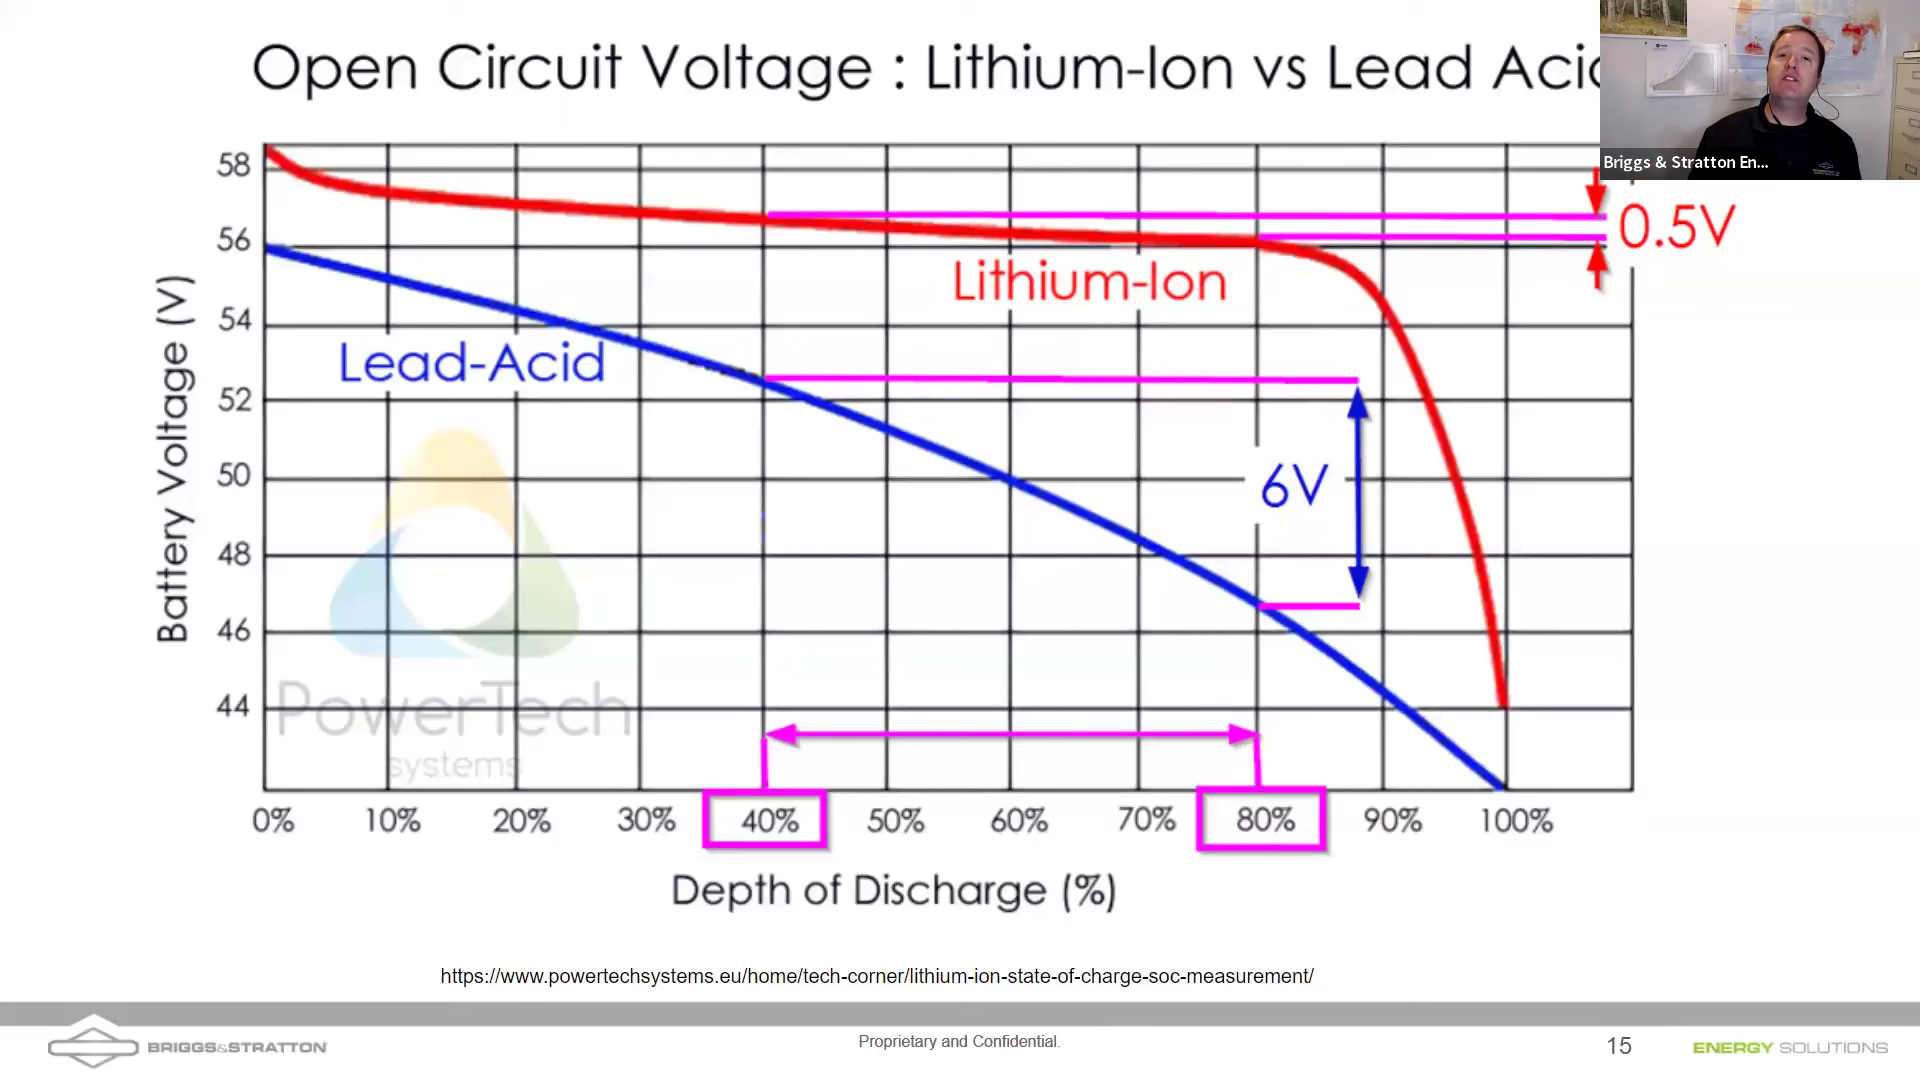 Open Circuit Voltage : Lithium-Ion vs Lead Acid
Briggs & Stratton En...
58
56
54
52
50
48
46
44
Battery Voltage (V)
0.5V
Lithium-Ion
Lead-Acid
6V
PowerTech
systems
0% 10% 20% 30% 40% 50% 60% 70% 80% 90% 100%
Depth of Discharge (%)
https://www.powertechsystems.eu/home/tech-corner/lithium-ion-state-of-charge-soc-measurement/
BRIGGS&STRATTON
Proprietary and Confidential.
15
ENERGY SOLUTIONS